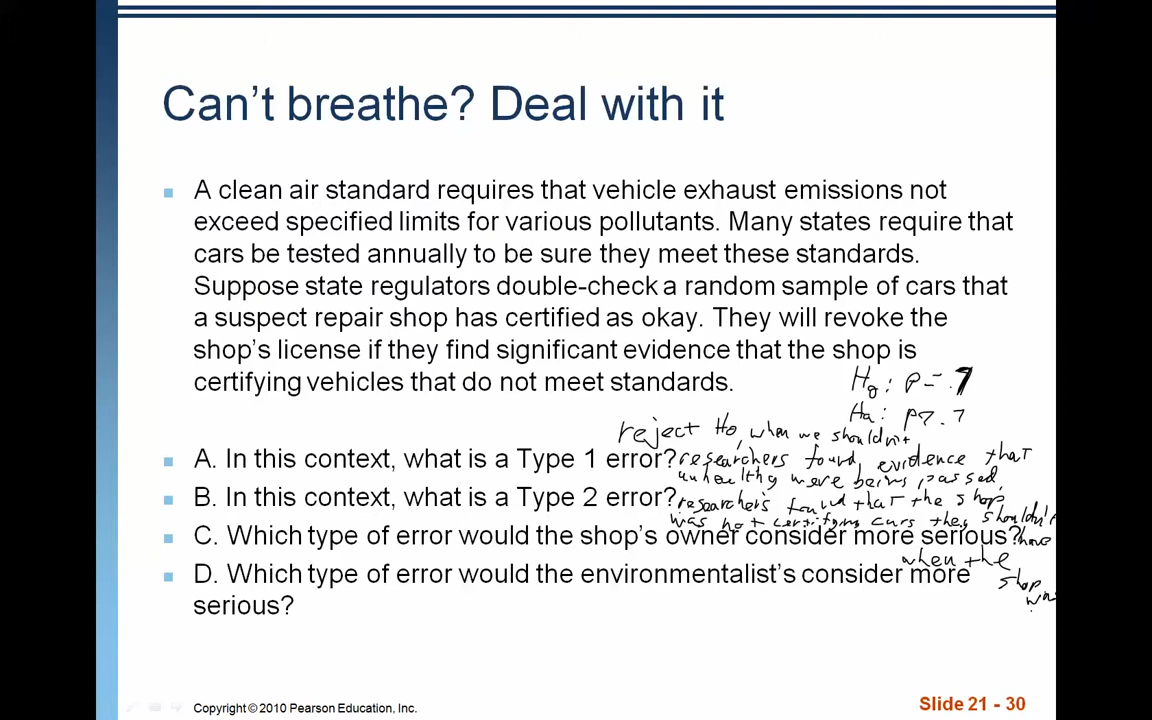 Can't breathe? Deal with it
A clean air standard requires that vehicle exhaust emissions not
exceed specified limits for various pollutants. Many states require that
cars be tested annually to be sure they meet these standards.
Suppose state regulators double-check a random sample of cars that
a suspect repair shop has certified as okay. They will revoke the
shop's license if they find significant evidence that the shop is
certifying vehicles that do not meet standards.
H0: P = .7
Ha: P7.7
reject Ho, when we shouldn't
A. In this context, what is a Type 1 error?
researchers found evidence that
unhealthy were being passed
B. In this context, what is a Type 2 error?
researchers found that the shop
was not certifying cars they shouldn't
have
when the
shop
was
C. Which type of error would the shop's owner consider more serious?
D. Which type of error would the environmentalist's consider more
serious?
Copyright © 2010 Pearson Education, Inc.
Slide 21 - 30